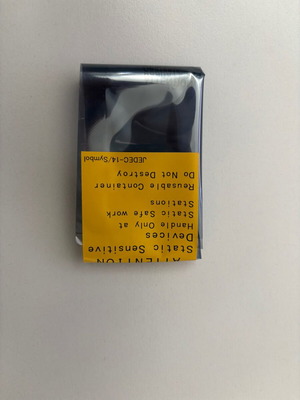 ATTENTION
Static Sensitive
Devices
Handle Only at
Static Safe work
Stations
Reusable Container
Do Not Destroy
JEDEC-14/Symbol